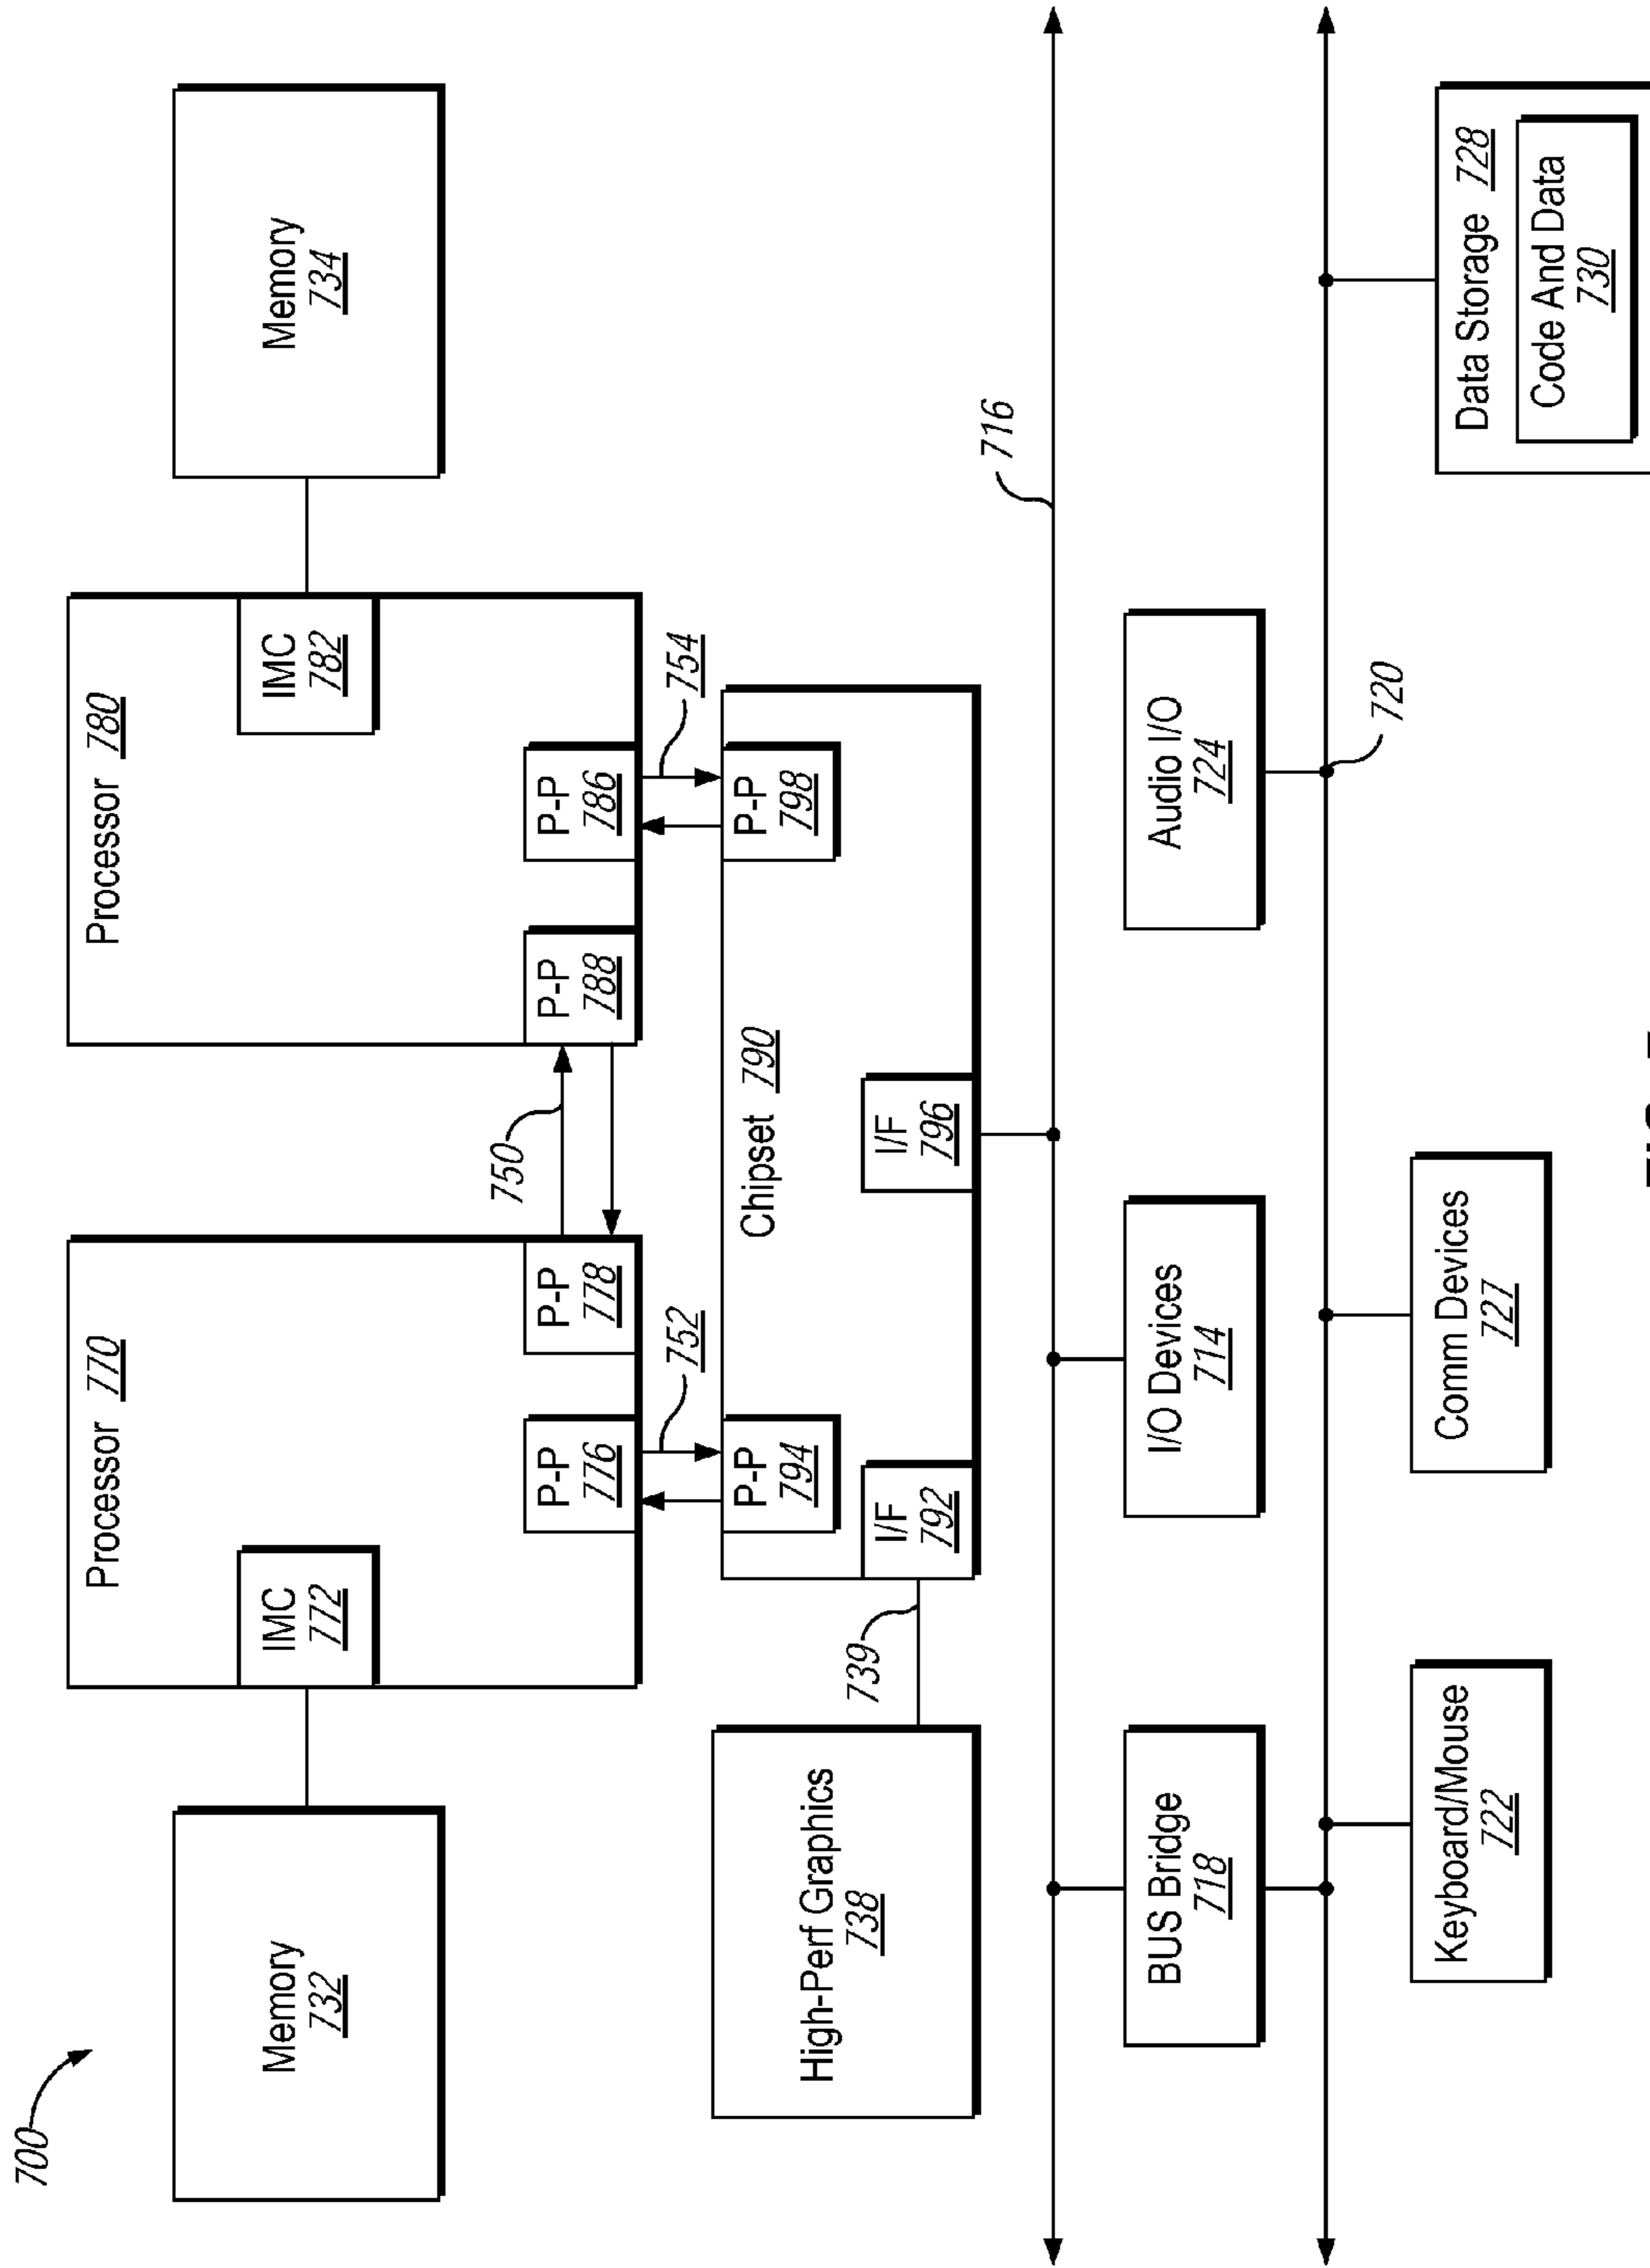 700
Memory
732
Processor 770
IMC
772
P-P
776
P-P
778
750
Processor 780
IMC
782
P-P
788
P-P
786
Memory
734
752
754
High-Perf Graphics
738
739
Chipset 790
P-P
794
P-P
798
I/F
792
I/F
796
716
BUS Bridge
718
I/O Devices
714
Audio I/O
724
720
Keyboard/Mouse
722
Comm Devices
727
Data Storage 728
Code And Data
730